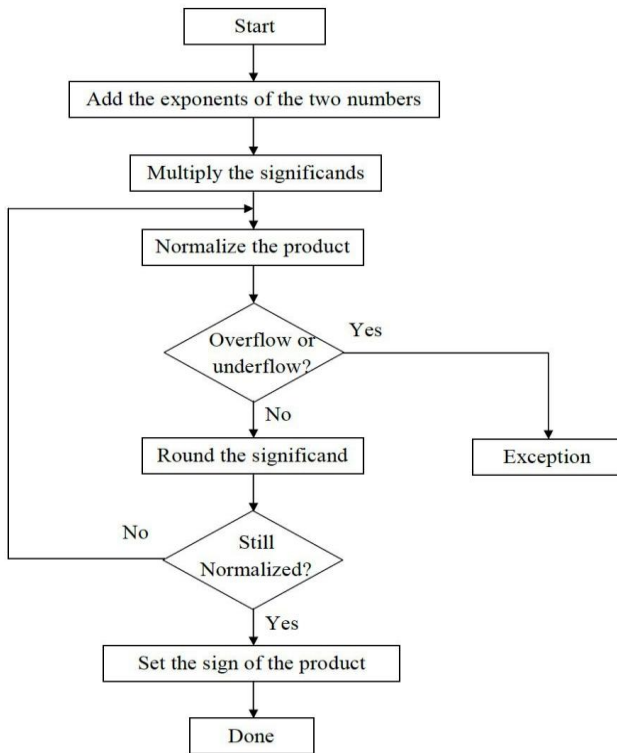 Start
Add the exponents of the two numbers
Multiply the significands
Normalize the product
Overflow or
underflow?
Yes
No
Round the significand
Exception
No
Still
Normalized?
Yes
Set the sign of the product
Done